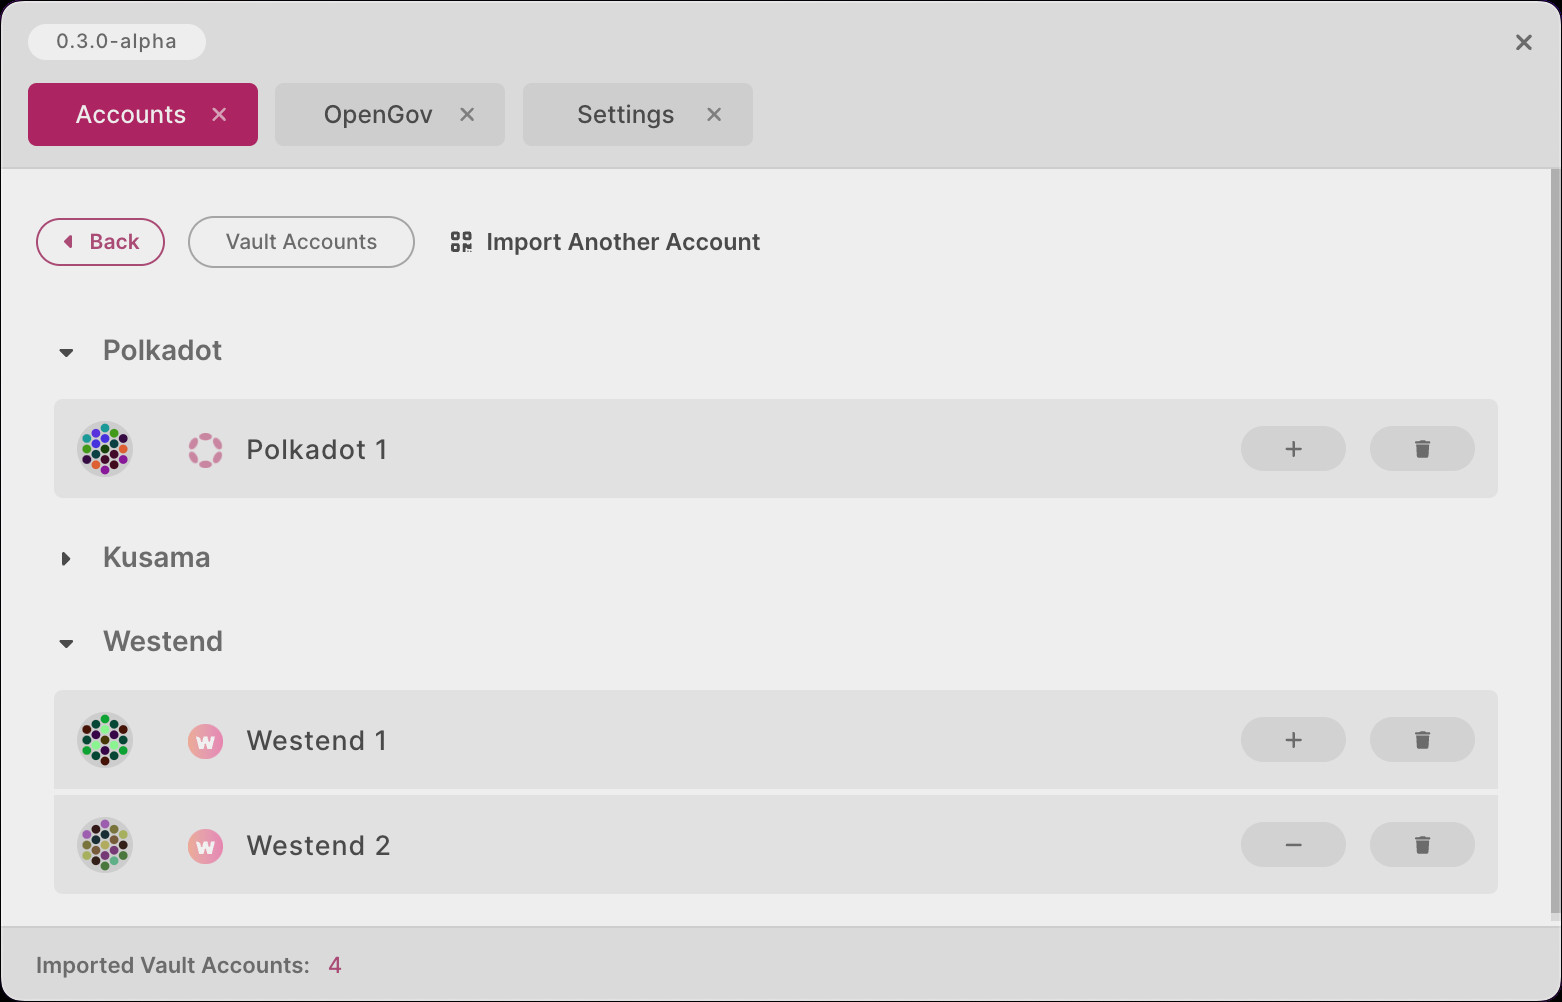 0.3.0-alpha
Accounts OpenGov Settings
Back Vault Accounts Import Another Account
Polkadot
Polkadot 1
Kusama
Westend
w Westend 1
w Westend 2
Imported Vault Accounts: 4